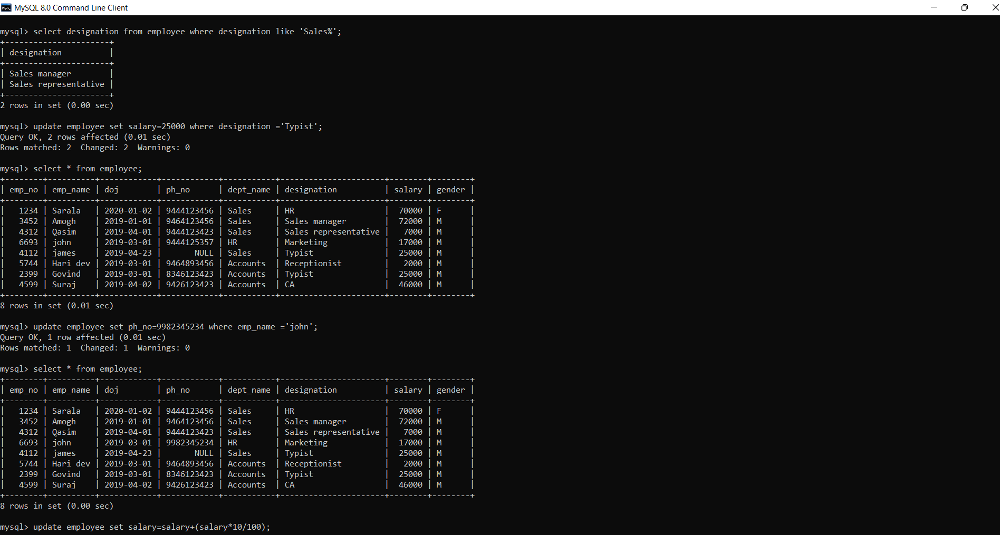 MySQL 8.0 Command Line Client
mysql> select designation from employee where designation like 'Sales%';
+----------------------+
| designation          |
+----------------------+
| Sales manager        |
| Sales representative |
+----------------------+
2 rows in set (0.00 sec)
mysql> update employee set salary=25000 where designation ='Typist';
Query OK, 2 rows affected (0.01 sec)
Rows matched: 2  Changed: 2  Warnings: 0
mysql> select * from employee;
+--------+----------+------------+------------+-----------+----------------------+--------+--------+
| emp_no | emp_name | doj        | ph_no      | dept_name | designation          | salary | gender |
+--------+----------+------------+------------+-----------+----------------------+--------+--------+
|   1234 | Sarala   | 2020-01-02 | 9444123456 | Sales     | HR                   |  70000 | F      |
|   3452 | Amogh    | 2019-01-01 | 9464123456 | Sales     | Sales manager        |  72000 | M      |
|   4312 | Qasim    | 2019-04-01 | 9444123423 | Sales     | Sales representative |   7000 | M      |
|   6693 | john     | 2019-03-01 | 9444125357 | HR        | Marketing            |  17000 | M      |
|   4112 | james    | 2019-04-23 |       NULL | Sales     | Typist               |  25000 | M      |
|   5744 | Hari dev | 2019-03-01 | 9464893456 | Accounts  | Receptionist         |   2000 | M      |
|   2399 | Govind   | 2019-03-01 | 8346123423 | Accounts  | Typist               |  25000 | M      |
|   4599 | Suraj    | 2019-04-02 | 9426123423 | Accounts  | CA                   |  46000 | M      |
+--------+----------+------------+------------+-----------+----------------------+--------+--------+
8 rows in set (0.01 sec)
mysql> update employee set ph_no=9982345234 where emp_name ='john';
Query OK, 1 row affected (0.01 sec)
Rows matched: 1  Changed: 1  Warnings: 0
mysql> select * from employee;
+--------+----------+------------+------------+-----------+----------------------+--------+--------+
| emp_no | emp_name | doj        | ph_no      | dept_name | designation          | salary | gender |
+--------+----------+------------+------------+-----------+----------------------+--------+--------+
|   1234 | Sarala   | 2020-01-02 | 9444123456 | Sales     | HR                   |  70000 | F      |
|   3452 | Amogh    | 2019-01-01 | 9464123456 | Sales     | Sales manager        |  72000 | M      |
|   4312 | Qasim    | 2019-04-01 | 9444123423 | Sales     | Sales representative |   7000 | M      |
|   6693 | john     | 2019-03-01 | 9982345234 | HR        | Marketing            |  17000 | M      |
|   4112 | james    | 2019-04-23 |       NULL | Sales     | Typist               |  25000 | M      |
|   5744 | Hari dev | 2019-03-01 | 9464893456 | Accounts  | Receptionist         |   2000 | M      |
|   2399 | Govind   | 2019-03-01 | 8346123423 | Accounts  | Typist               |  25000 | M      |
|   4599 | Suraj    | 2019-04-02 | 9426123423 | Accounts  | CA                   |  46000 | M      |
+--------+----------+------------+------------+-----------+----------------------+--------+--------+
8 rows in set (0.00 sec)
mysql> update employee set salary=salary+(salary*10/100);